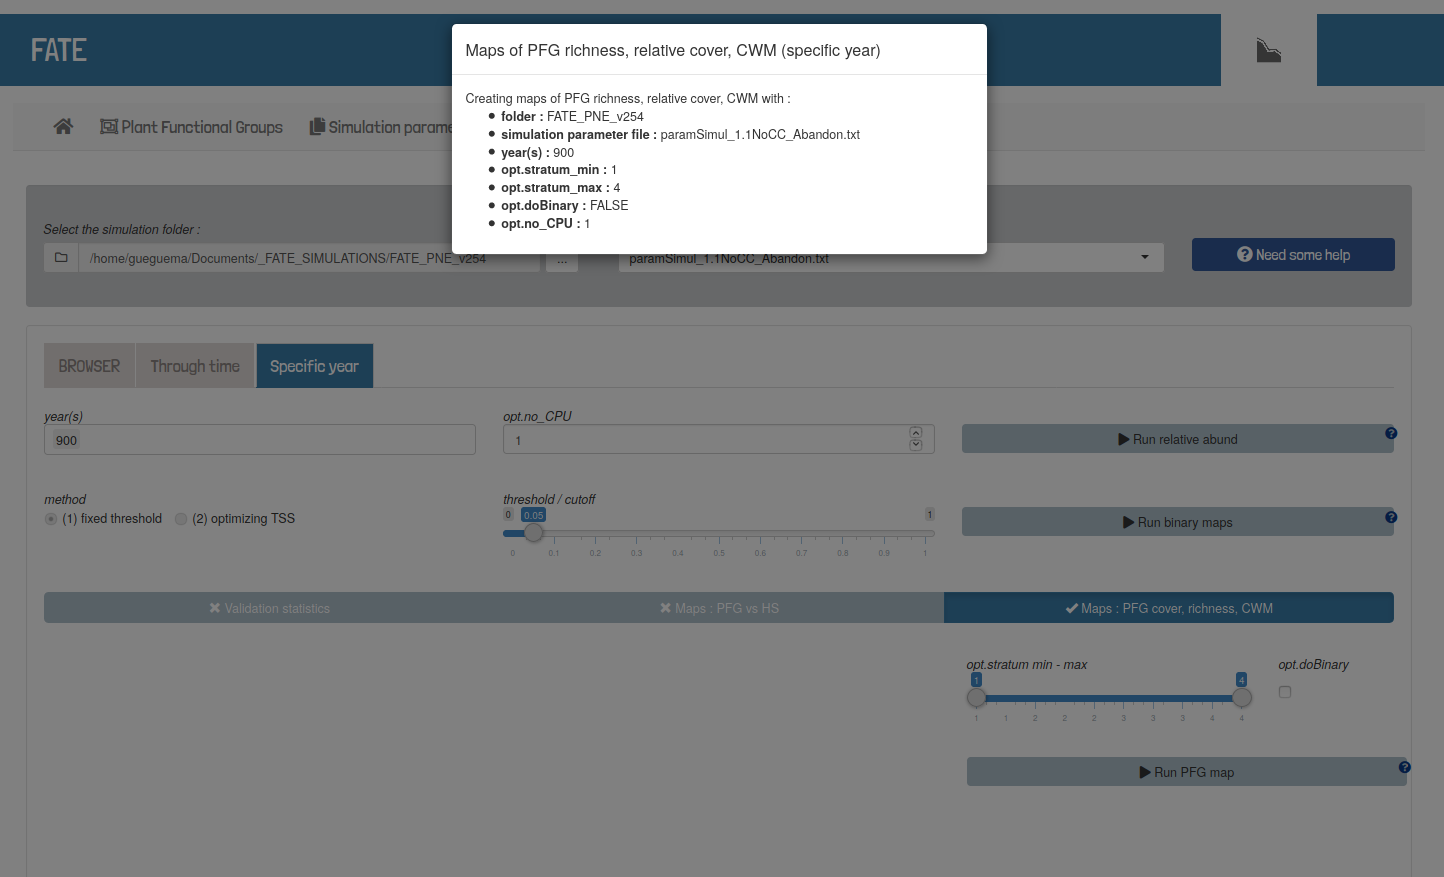 FATE
Maps of PFG richness, relative cover, CWM (specific year)
Creating maps of PFG richness, relative cover, CWM with :
folder : FATE_PNE_v254
simulation parameter file : paramSimul_1.1NoCC_Abandon.txt
year(s) : 900
opt.stratum_min : 1
opt.stratum_max : 4
opt.doBinary : FALSE
opt.no_CPU : 1
Plant Functional Groups
Simulation parame
Select the simulation folder :
/home/gueguema/Documents/_FATE_SIMULATIONS/FATE_PNE_v254
...
paramSimul_1.1NoCC_Abandon.txt
? Need some help
BROWSER
Through time
Specific year
year(s)
opt.no_CPU
900
1
Run relative abund
?
method
threshold / cutoff
(1) fixed threshold
(2) optimizing TSS
0
0.05
1
0 0.1 0.2 0.3 0.4 0.5 0.6 0.7 0.8 0.9 1
Run binary maps
?
Validation statistics
Maps : PFG vs HS
Maps : PFG cover, richness, CWM
opt.stratum min - max
opt.doBinary
1
4
1 1 2 2 2 3 3 3 4 4
Run PFG map
?